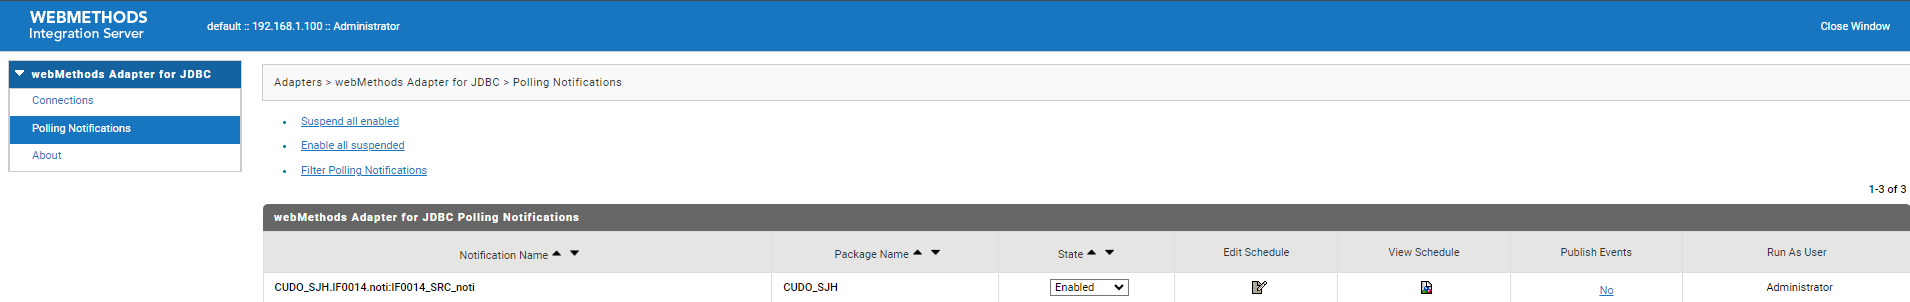 WEBMETHODS
Integration Server
default :: 192.168.1.100 :: Administrator
Close Window
webMethods Adapter for JDBC
Connections
Polling Notifications
About
Adapters > webMethods Adapter for JDBC > Polling Notifications
Suspend all enabled
Enable all suspended
Filter Polling Notifications
1-3 of 3
webMethods Adapter for JDBC Polling Notifications
Notification Name Package Name State Edit Schedule View Schedule Publish Events Run As User
CUDO_SJH.IF0014.noti:IF0014_SRC_noti CUDO_SJH Enabled No Administrator